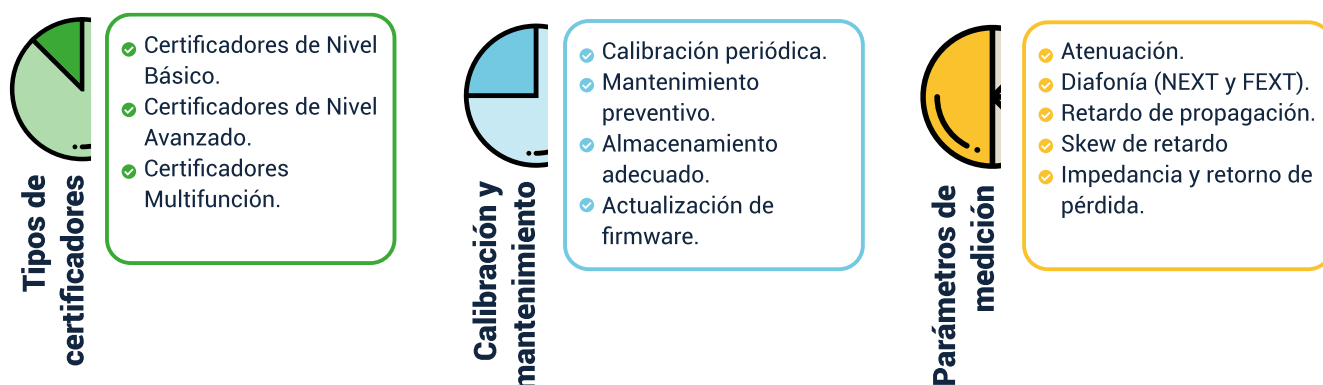 Tipos de
certificadores
Certificadores de Nivel
Básico.
Certificadores de Nivel
Avanzado.
Certificadores
Multifunción.
Calibración y
mantenimiento
Calibración periódica.
Mantenimiento
preventivo.
Almacenamiento
adecuado.
Actualización de
firmware.
Parámetros de
medición
Atenuación.
Diafonía (NEXT y FEXT).
Retardo de propagación.
Skew de retardo
Impedancia y retorno de
pérdida.